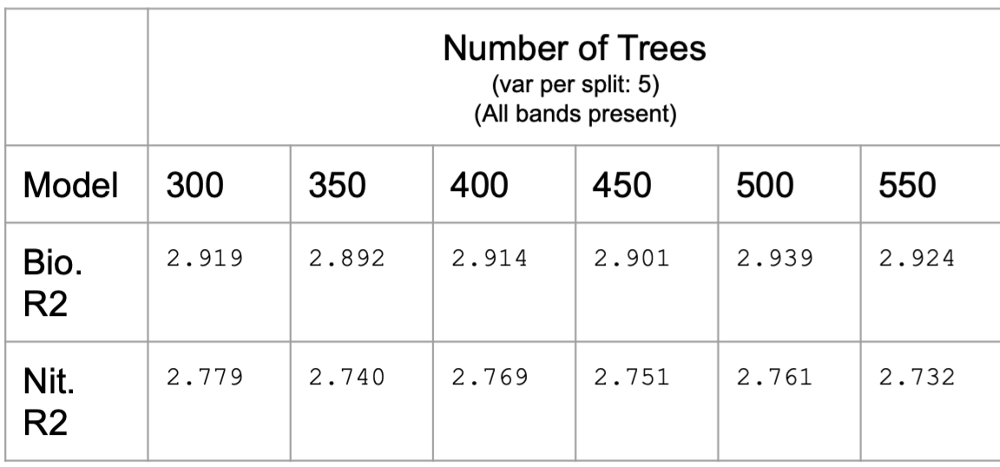 Number of Trees
(var per split: 5)
(All bands present)
Model 300 350 400 450 500 550
Bio. 2.919 2.892 2.914 2.901 2.939 2.924
R2
Nit. 2.779 2.740 2.769 2.751 2.761 2.732
R2